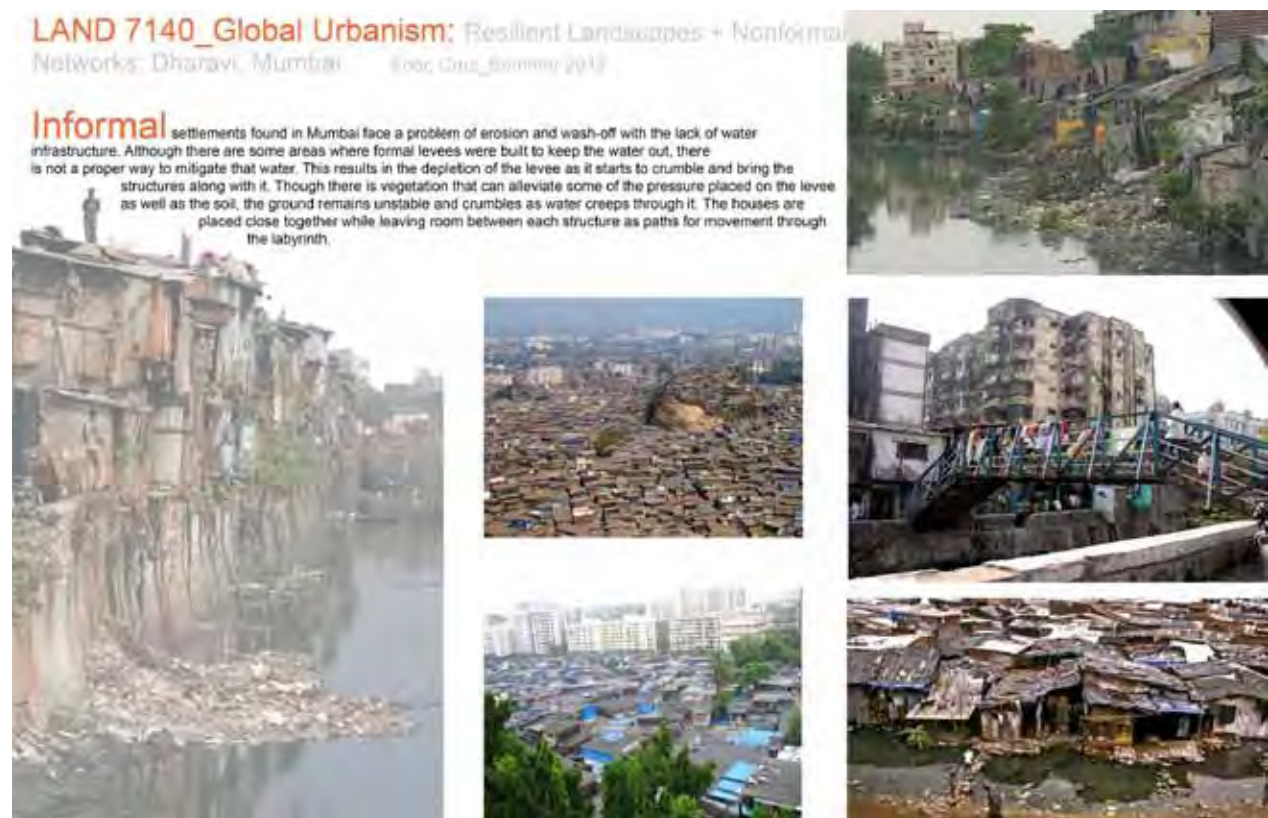 LAND 7140_Global Urbanism: Resilient Landscapes + Nonformal
Networks: Dharavi, Mumbai 2012
Informal settlements found in Mumbai face a problem of erosion and wash-off with the lack of water
infrastructure. Although there are some areas where formal levees were built to keep the water out, there
is not a proper way to mitigate that water. This results in the depletion of the levee as it starts to crumble and bring the
structures along with it. Though there is vegetation that can alleviate some of the pressure placed on the levee
as well as the soil, the ground remains unstable and crumbles as water creeps through it. The houses are
placed close together while leaving room between each structure as paths for movement through
the labyrinth.